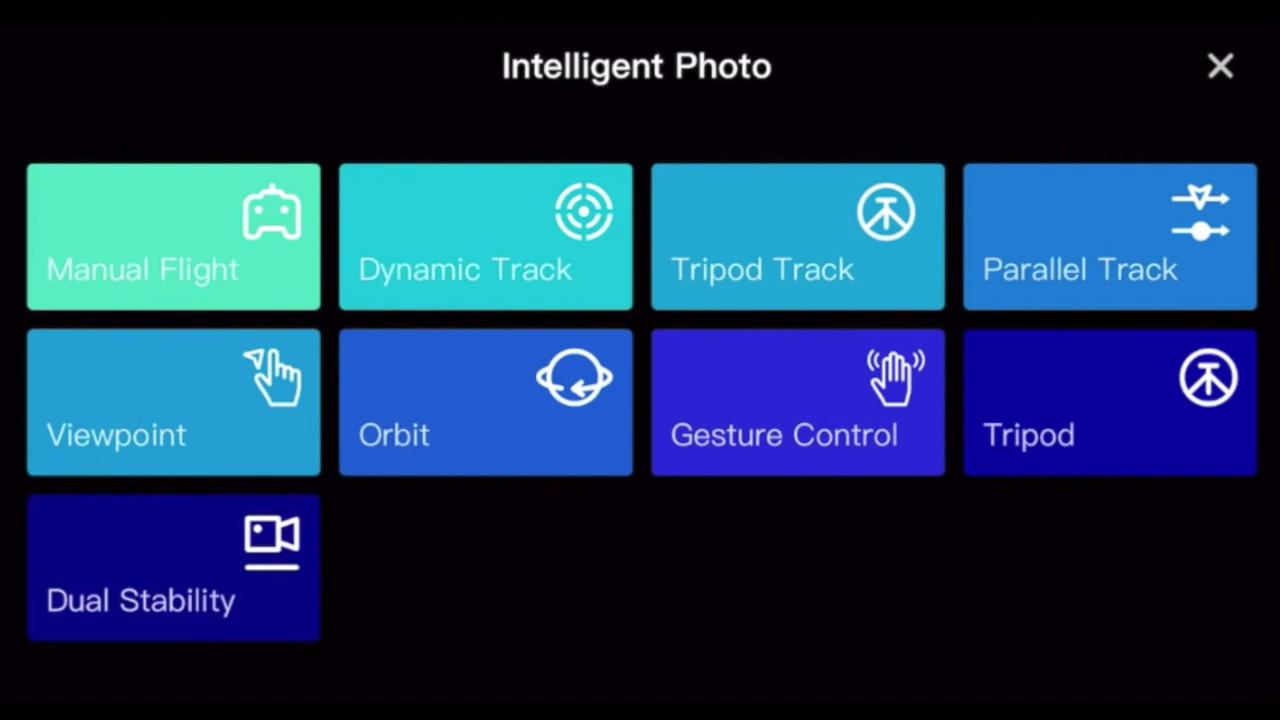 Intelligent Photo
Manual Flight
Dynamic Track
Tripod Track
Parallel Track
Viewpoint
Orbit
Gesture Control
Tripod
Dual Stability